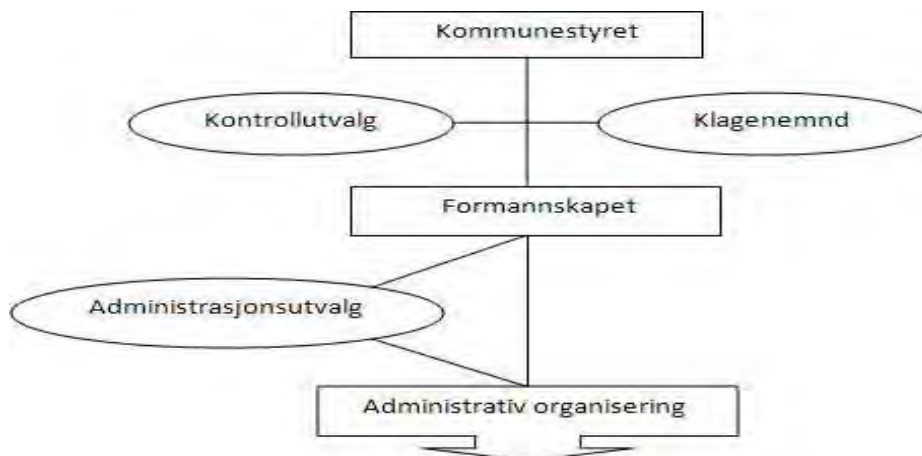 Kommunestyret
Kontrollutvalg
Klagenemnd
Formannskapet
Administrasjonsutvalg
Administrativ organisering